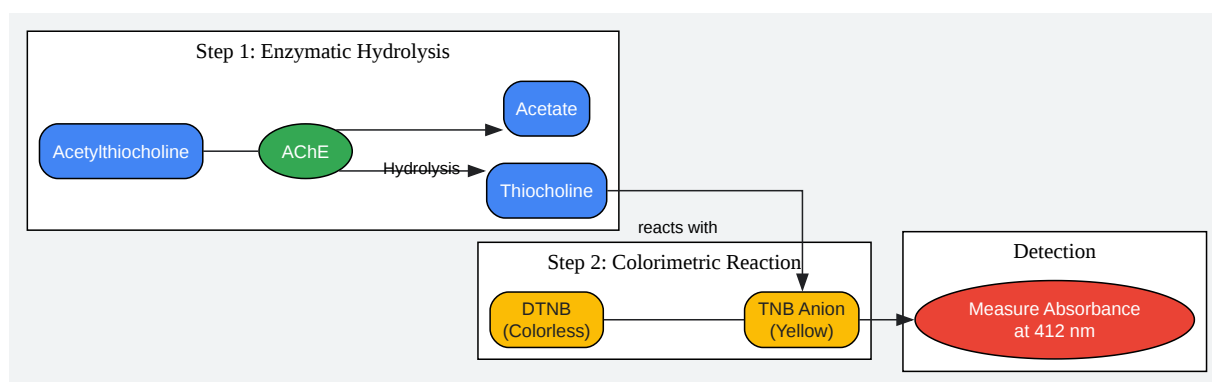 Step 1: Enzymatic Hydrolysis
Acetate
Acetylthiocholine
AChE
Hydrolysis
Thiocholine
reacts with
Step 2: Colorimetric Reaction
DTNB
(Colorless)
TNB Anion
(Yellow)
Detection
Measure Absorbance
at 412 nm